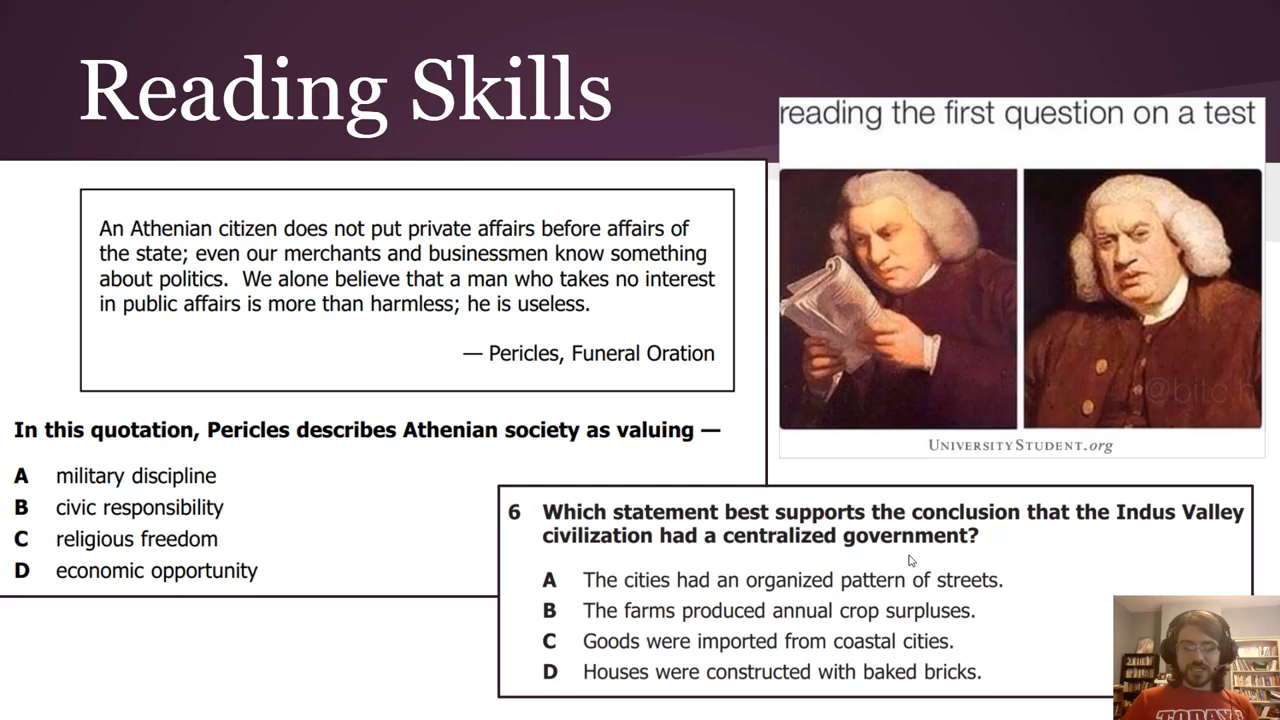 Reading Skills
reading the first question on a test
An Athenian citizen does not put private affairs before affairs of
the state; even our merchants and businessmen know something
about politics. We alone believe that a man who takes no interest
in public affairs is more than harmless; he is useless.
— Pericles, Funeral Oration
In this quotation, Pericles describes Athenian society as valuing —
A military discipline
B civic responsibility
C religious freedom
D economic opportunity
UNIVERSITYSTUDENT.org
6 Which statement best supports the conclusion that the Indus Valley
civilization had a centralized government?
A The cities had an organized pattern of streets.
B The farms produced annual crop surpluses.
C Goods were imported from coastal cities.
D Houses were constructed with baked bricks.